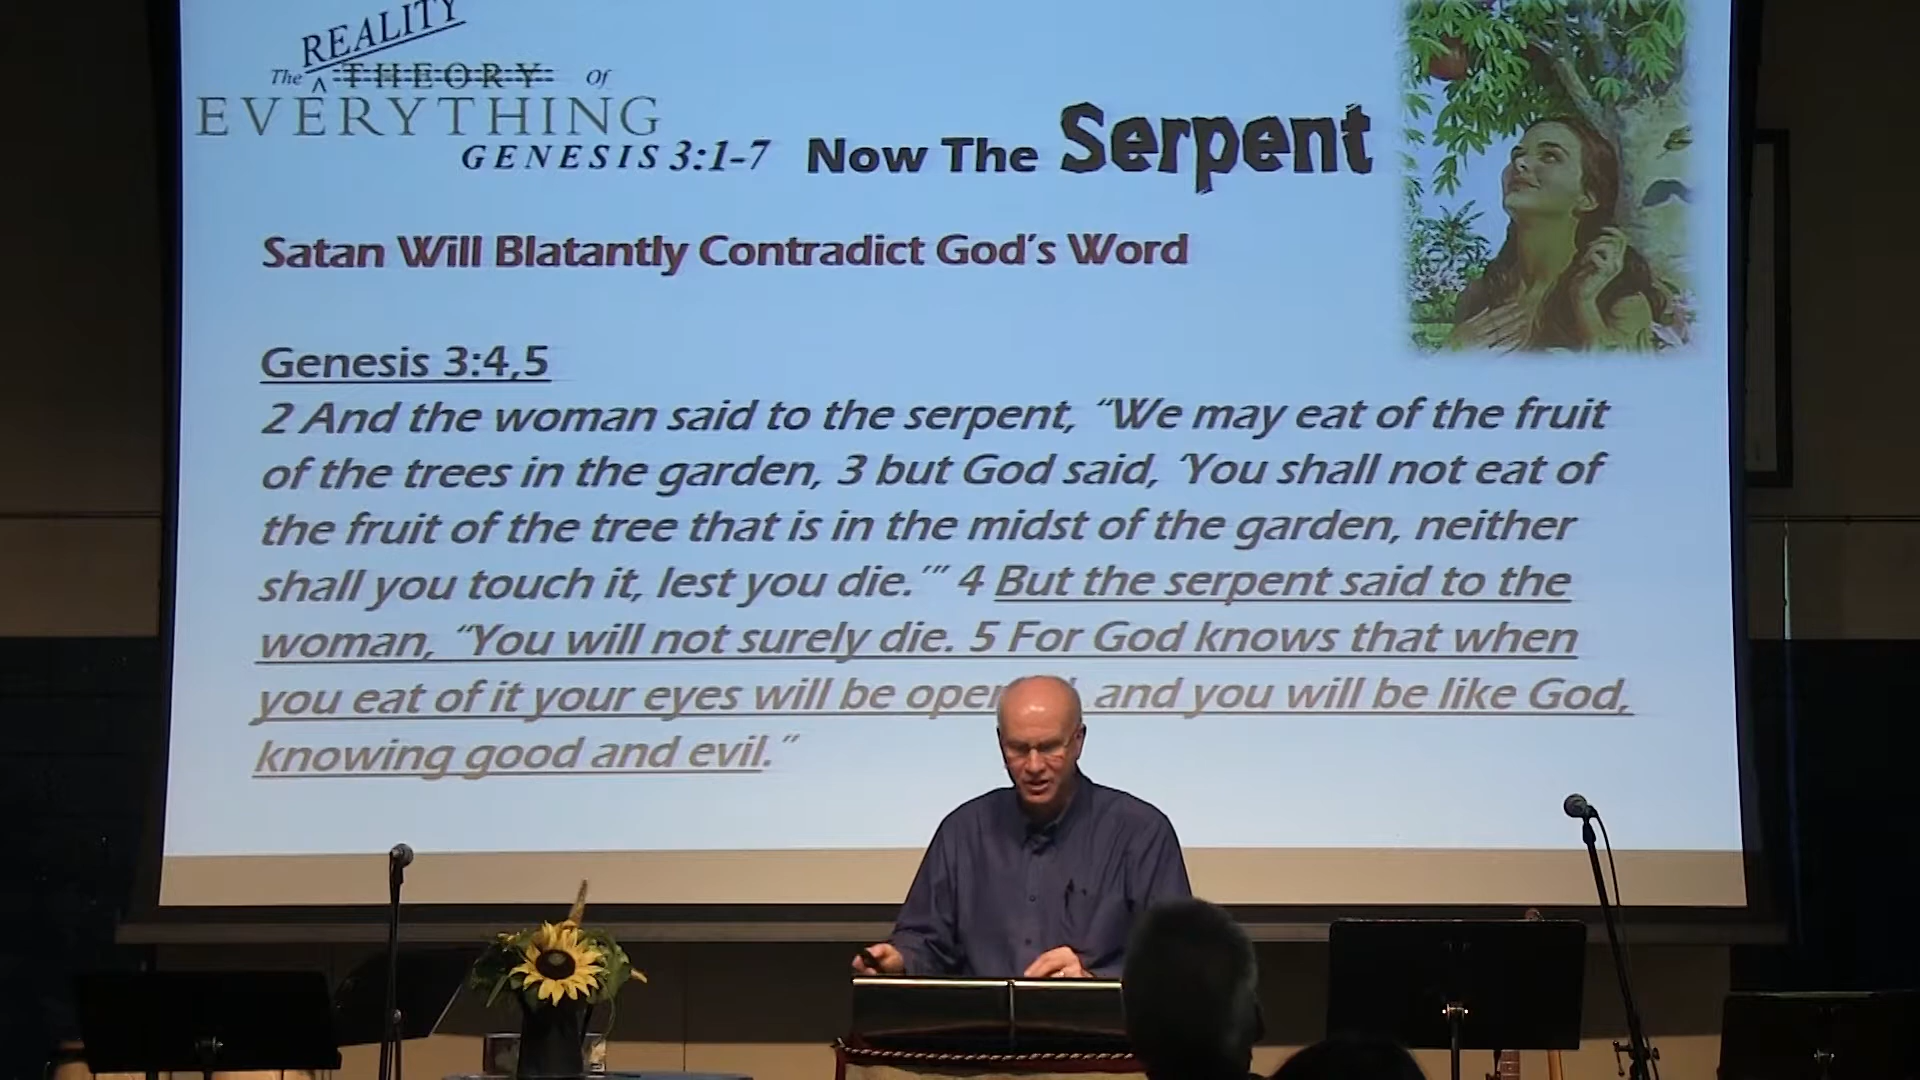 REALITY
The ^ THEORY Of
EVERYTHING
GENESIS 3:1-7 Now The Serpent
Satan Will Blatantly Contradict God's Word
Genesis 3:4,5
2 And the woman said to the serpent, “We may eat of the fruit
of the trees in the garden, 3 but God said, ‘You shall not eat of
the fruit of the tree that is in the midst of the garden, neither
shall you touch it, lest you die.’” 4 But the serpent said to the
woman, “You will not surely die. 5 For God knows that when
you eat of it your eyes will be and you will be like God,
knowing good and evil.”